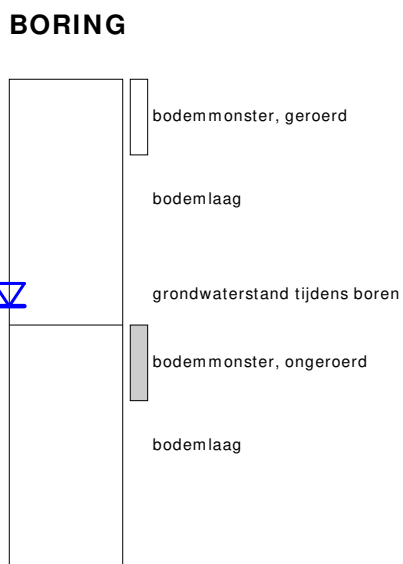 BORING
bodemmonster, geroerd
bodemlaag
grondwaterstand tijdens boren
bodemmonster, ongeroerd
bodemlaag